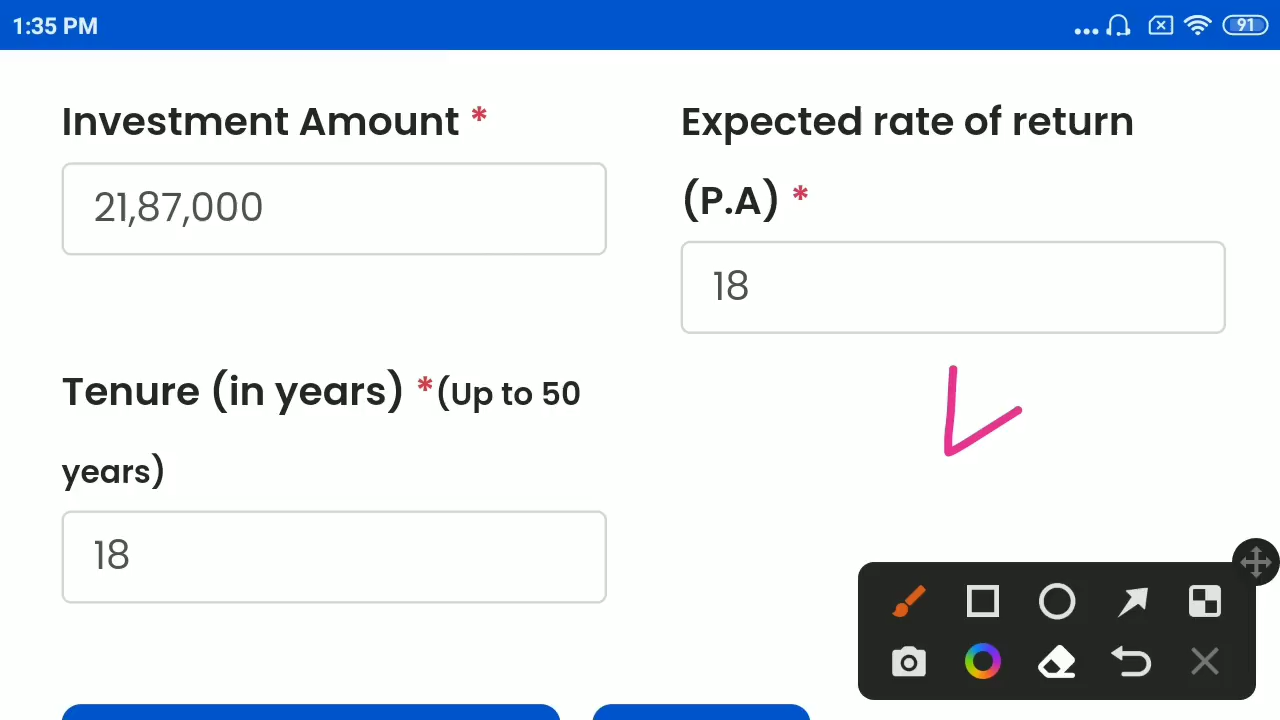 1:35 PM
91
Investment Amount *
21,87,000
Expected rate of return
(P.A) *
18
Tenure (in years) *(Up to 50
years)
18